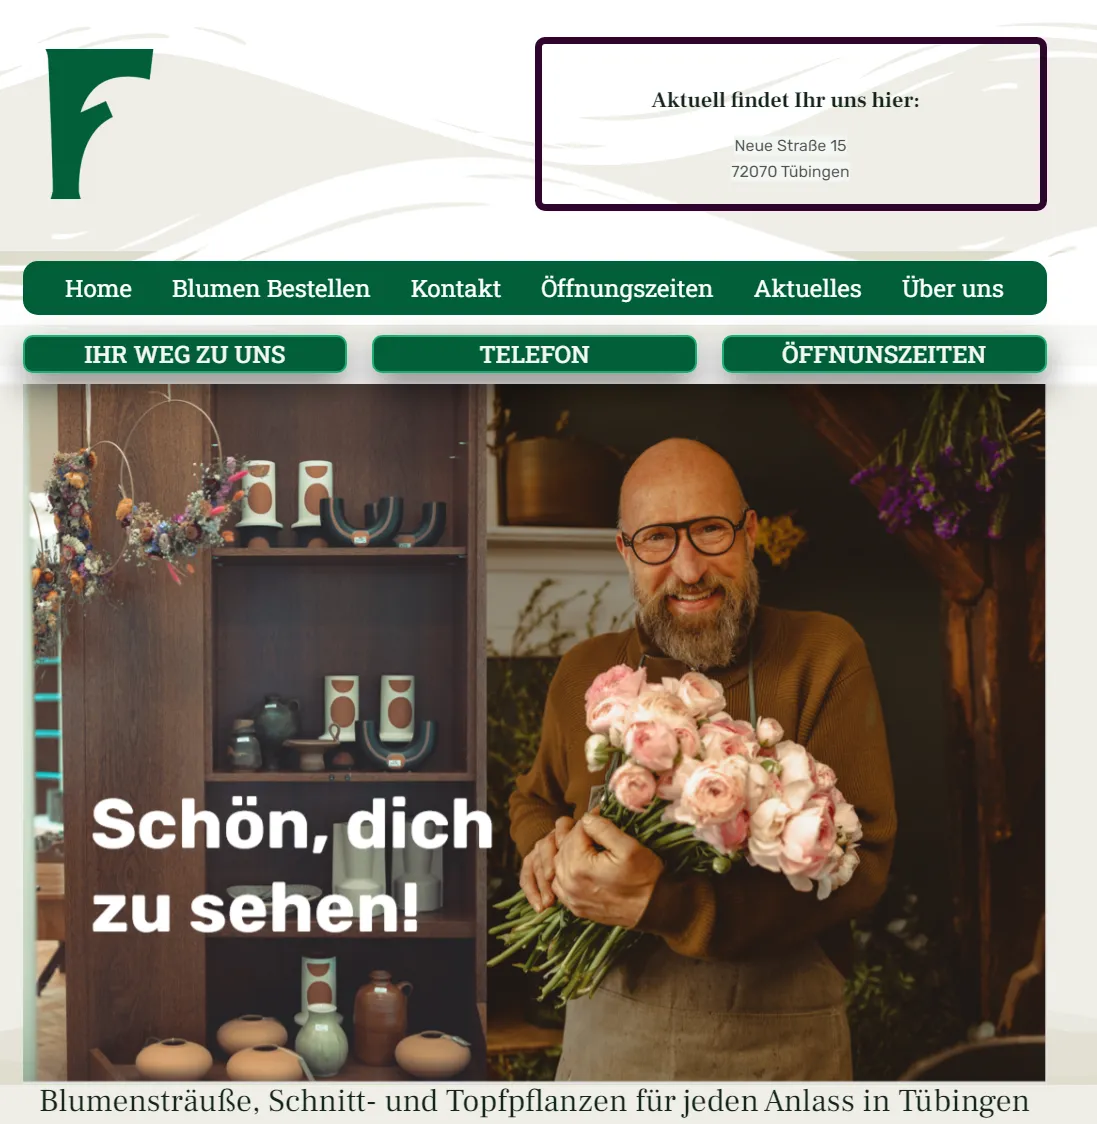 F
Aktuell findet Ihr uns hier:
Neue Straße 15
72070 Tübingen
Home Blumen Bestellen Kontakt Öffnungszeiten Aktuelles Über uns
IHR WEG ZU UNS TELEFON ÖFFNUNSZEITEN
Schön, dich
zu sehen!
Blumensträuße, Schnitt- und Topfpflanzen für jeden Anlass in Tübingen